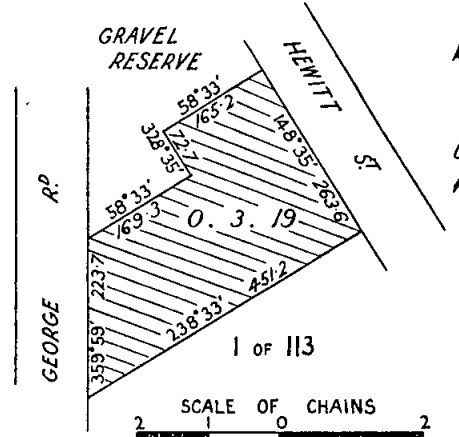 GRAVEL
RESERVE
HEWITT
ST.
58°33'
165.2
328°35'
72.7
148°35'
263.6
58°33'
169.3
0. 3. 19
GEORGE RD
223.7
359°59'
238°33'
451.2
1 OF 113
SCALE OF CHAINS
2 1 0 2